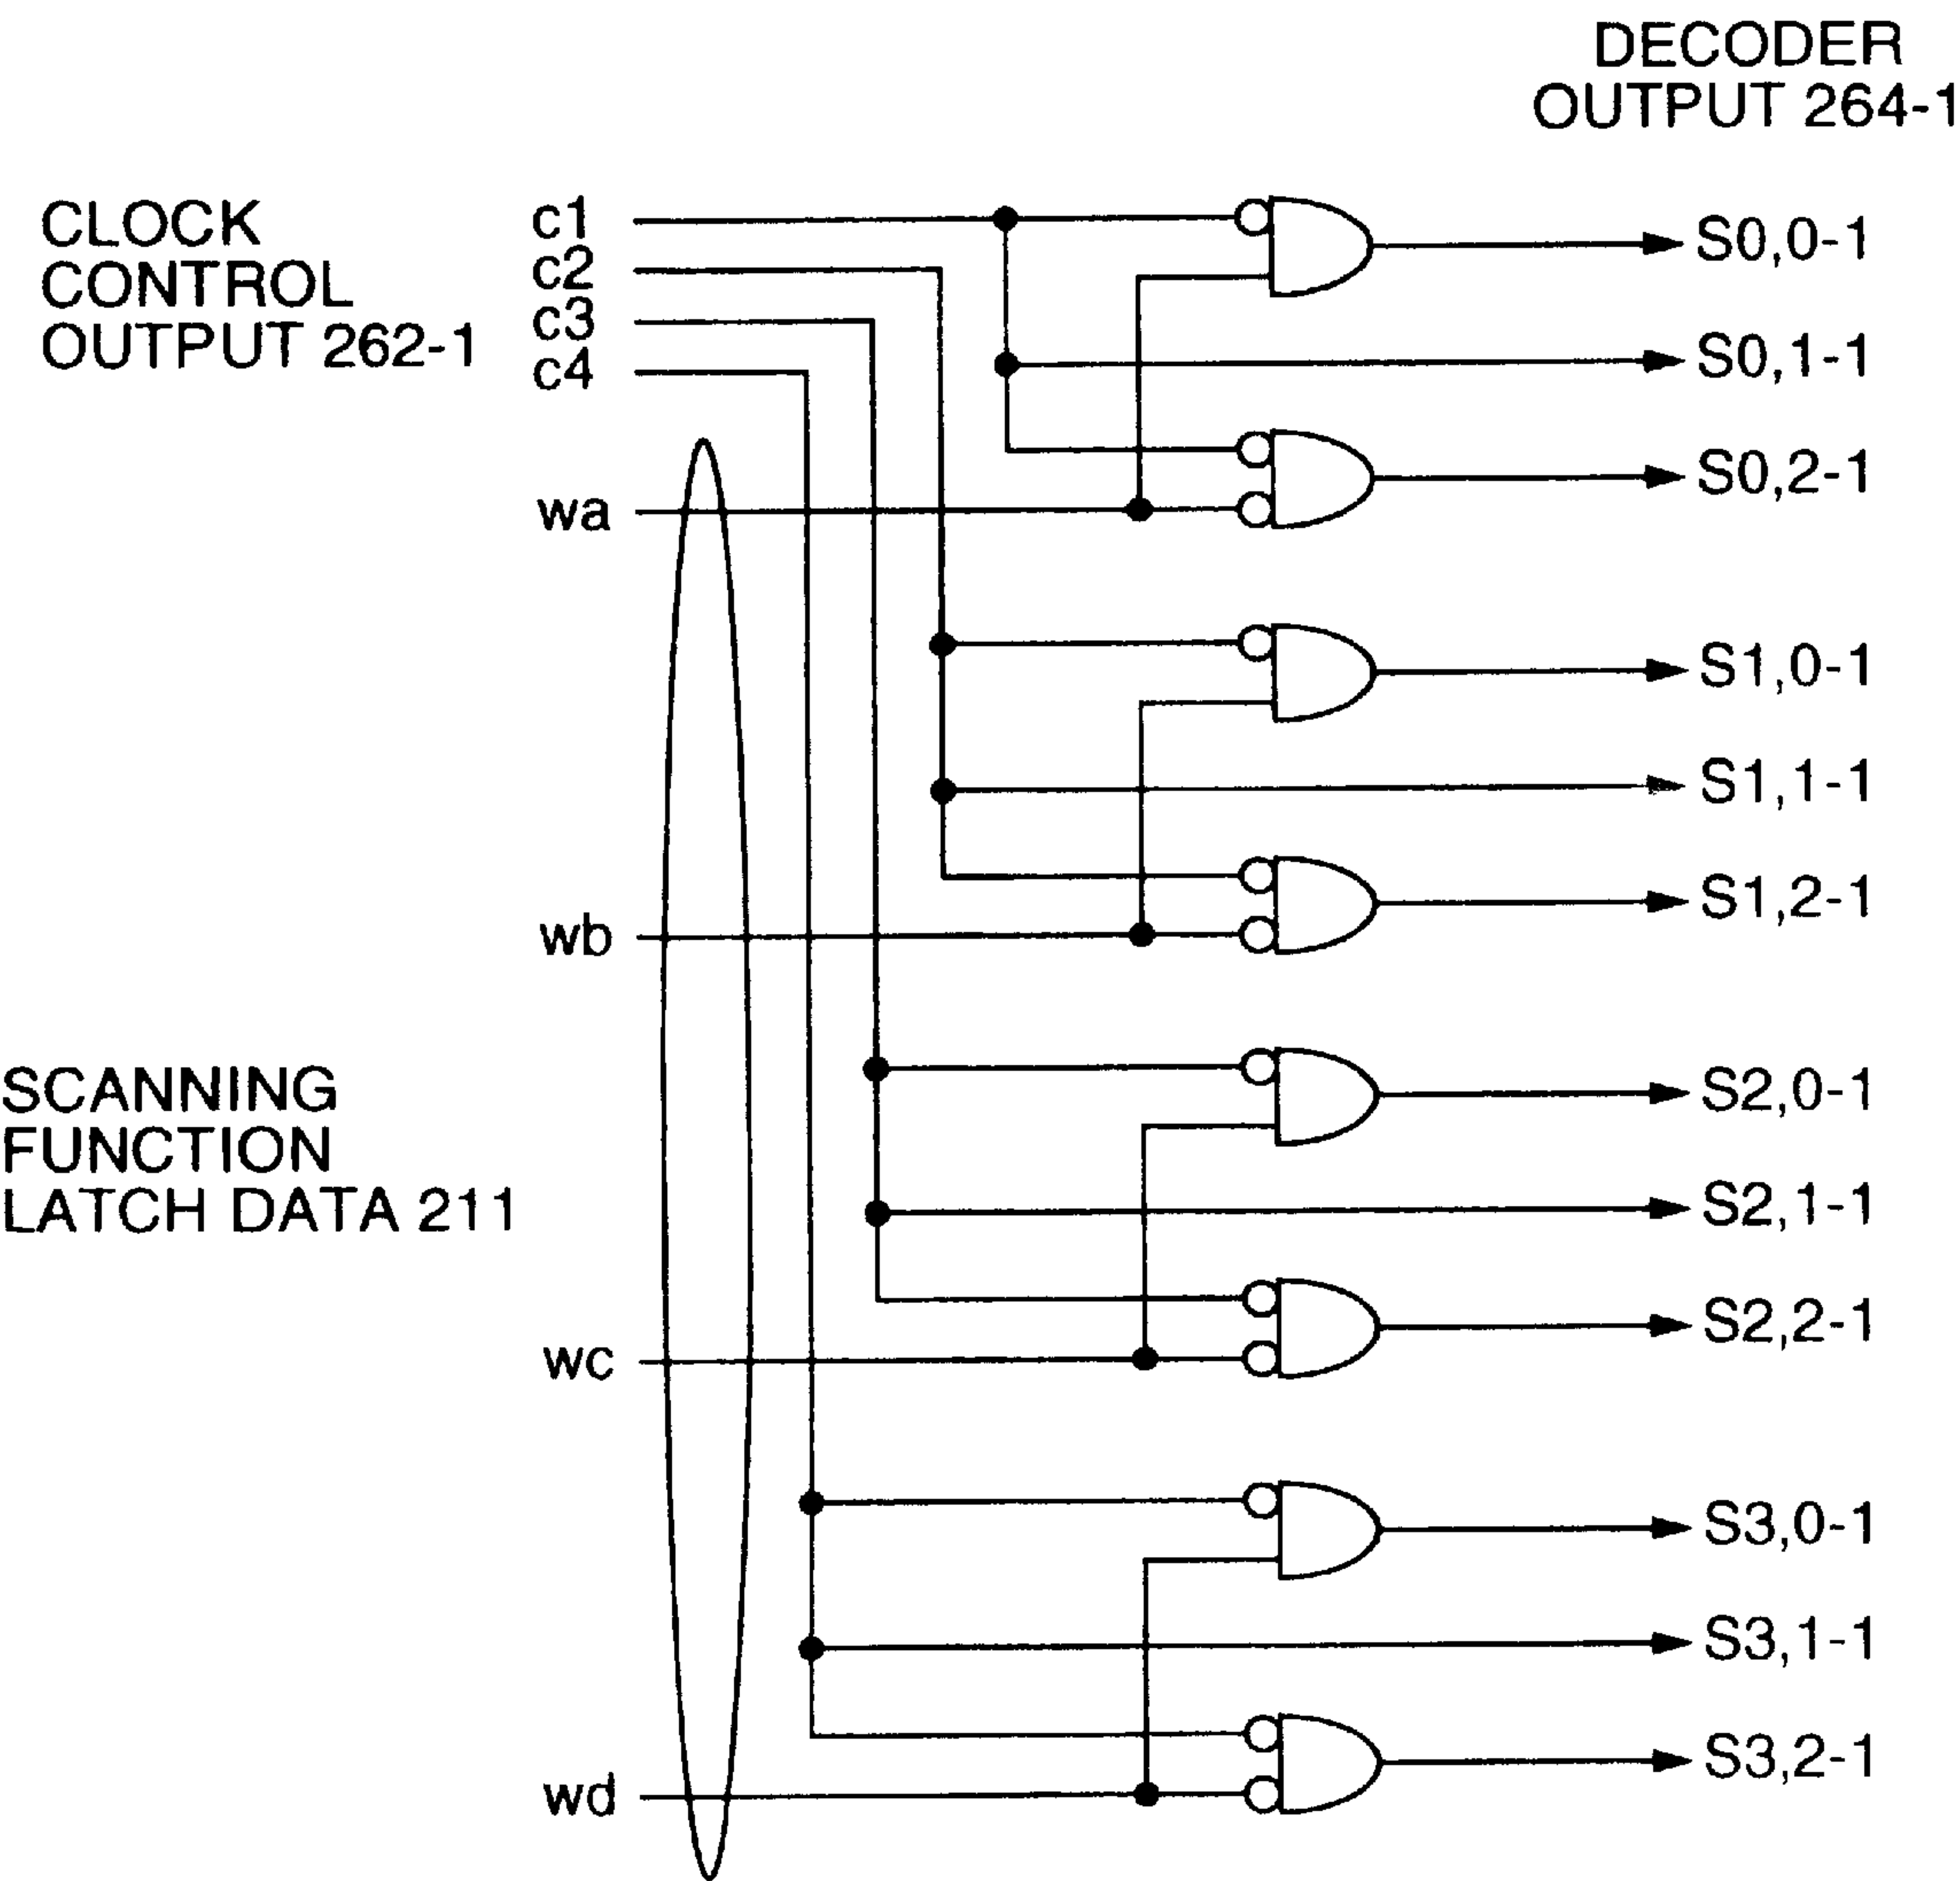 DECODER
OUTPUT 264-1
CLOCK
CONTROL
OUTPUT 262-1
c1
c2
c3
c4
wa
wb
wc
wd
SCANNING
FUNCTION
LATCH DATA 211
S0,0-1
S0,1-1
S0,2-1
S1,0-1
S1,1-1
S1,2-1
S2,0-1
S2,1-1
S2,2-1
S3,0-1
S3,1-1
S3,2-1